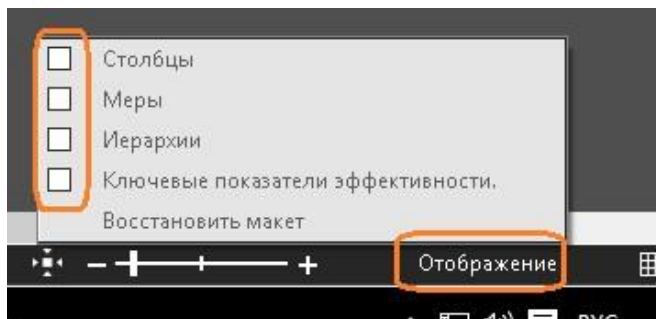 Столбцы
Меры
Иерархии
Ключевые показатели эффективности.
Восстановить макет
Отображение